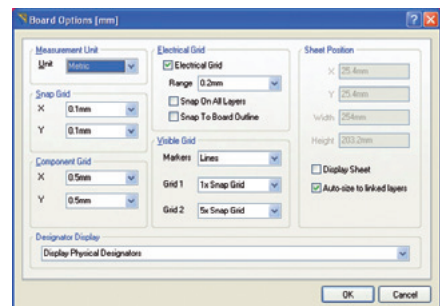 Board Options [mm]
Measurement Unit
Unit Metric
Snap Grid
X 0.1mm
Y 0.1mm
Component Grid
X 0.5mm
Y 0.5mm
Electrical Grid
Electrical Grid
Range 0.2mm
Snap On All Layers
Snap To Board Outline
Visible Grid
Markers Lines
Grid 1 1x Snap Grid
Grid 2 5x Snap Grid
Sheet Position
X 25.4mm
Y 25.4mm
Width 254mm
Height 203.2mm
Display Sheet
Auto-size to linked layers
Designator Display
Display Physical Designators
OK Cancel